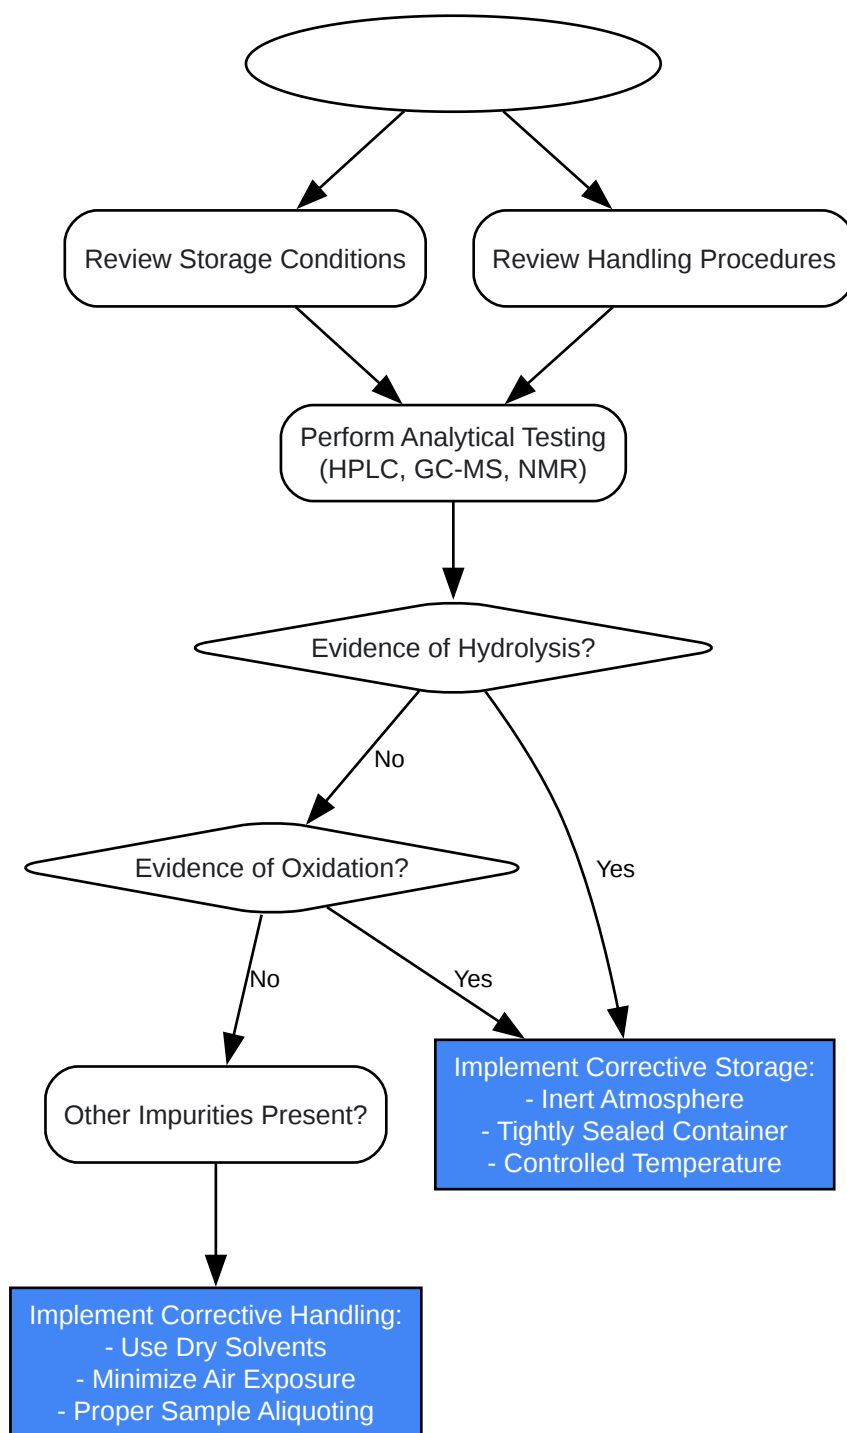 Review Storage Conditions
Review Handling Procedures
Perform Analytical Testing
(HPLC, GC-MS, NMR)
Evidence of Hydrolysis?
No
Evidence of Oxidation?
Yes
No
Yes
Implement Corrective Storage:
- Inert Atmosphere
- Tightly Sealed Container
- Controlled Temperature
Other Impurities Present?
Implement Corrective Handling:
- Use Dry Solvents
- Minimize Air Exposure
- Proper Sample Aliquoting